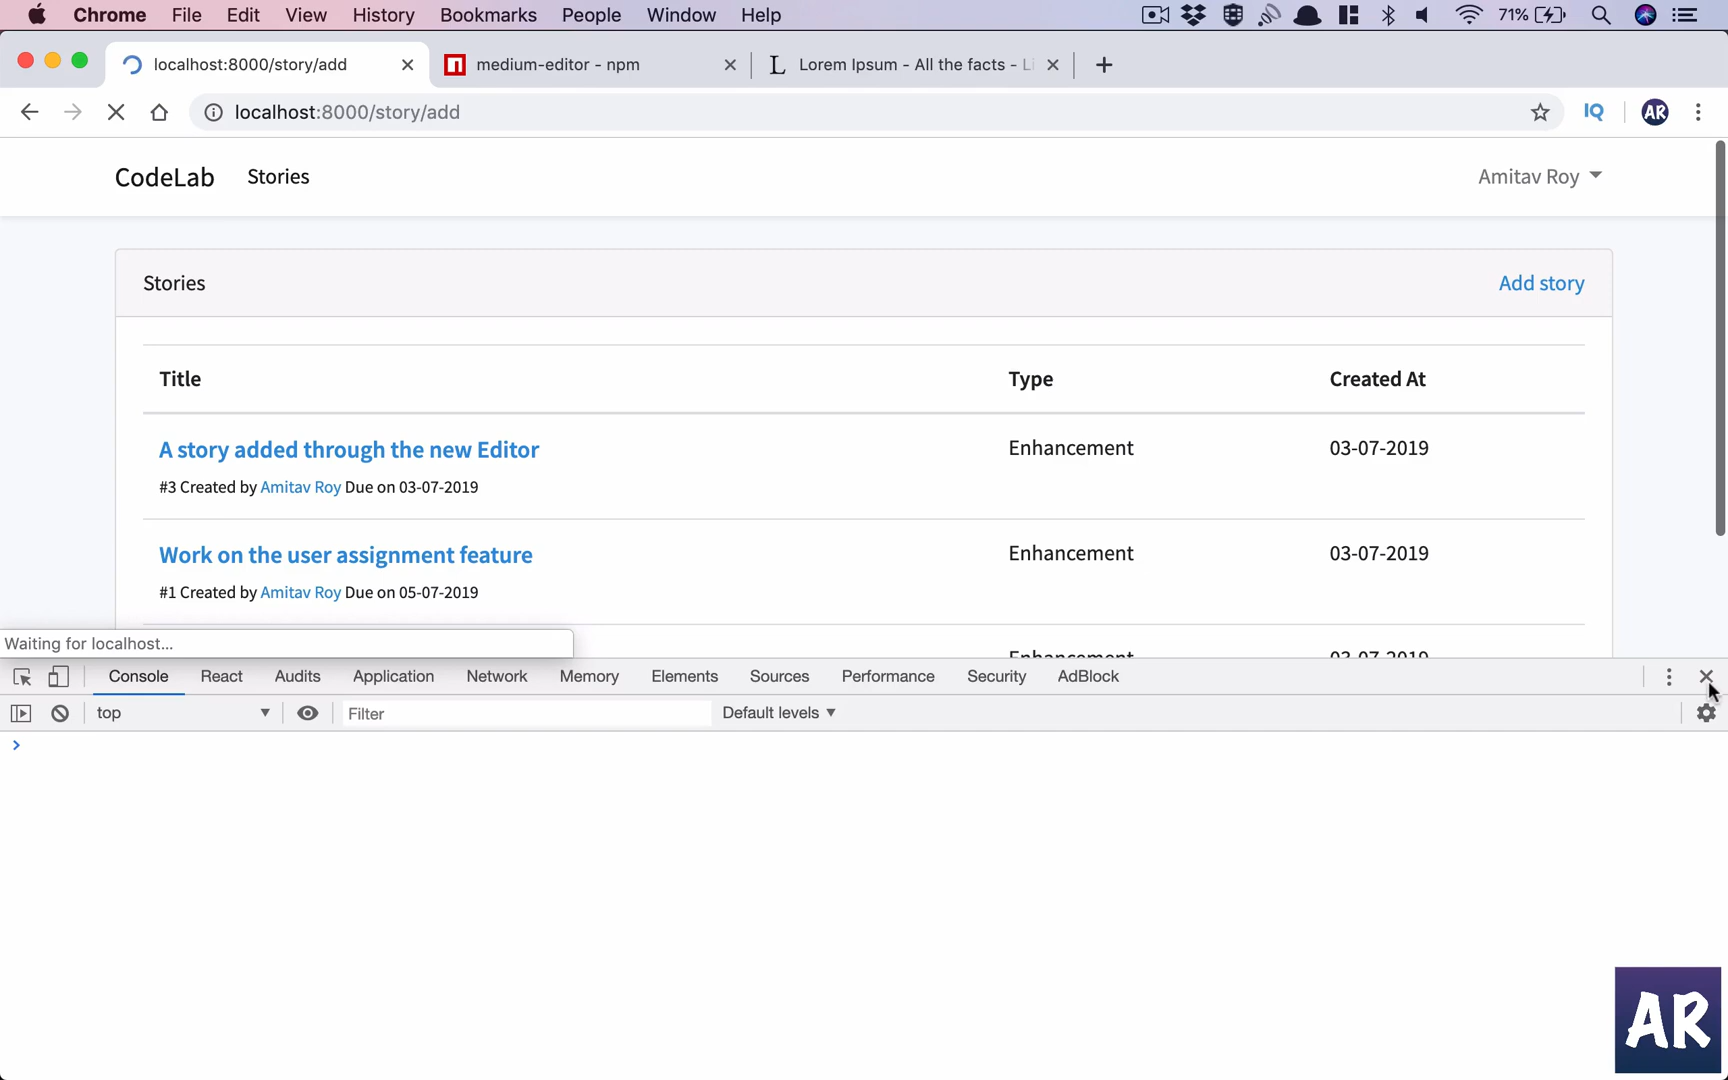 Chrome File Edit View History Bookmarks People Window Help 71%
localhost:8000/story/add medium-editor - npm L Lorem Ipsum - All the facts - Li
localhost:8000/story/add IQ AR
CodeLab Stories Amitav Roy
Stories Add story
Title Type Created At
A story added through the new Editor Enhancement 03-07-2019
#3 Created by Amitav Roy Due on 03-07-2019
Work on the user assignment feature Enhancement 03-07-2019
#1 Created by Amitav Roy Due on 05-07-2019
Enhancement 03-07-2019
Waiting for localhost...
Console React Audits Application Network Memory Elements Sources Performance Security AdBlock
top Filter Default levels
AR